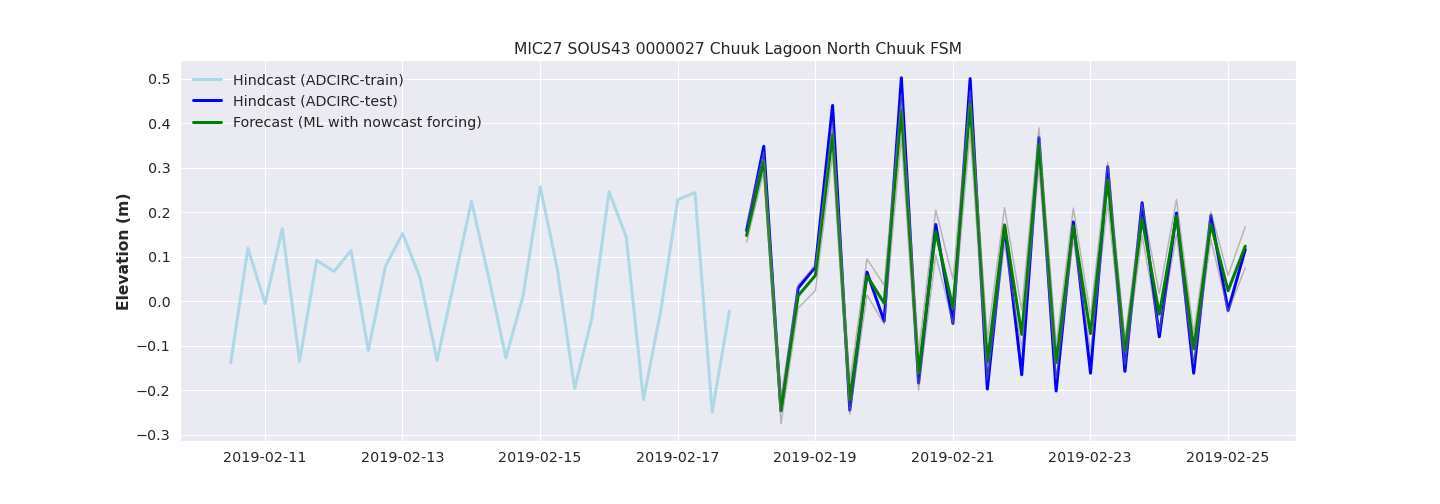 MIC27 SOUS43 0000027 Chuuk Lagoon North Chuuk FSM
Hindcast (ADCIRC-train)
Hindcast (ADCIRC-test)
Forecast (ML with nowcast forcing)
Elevation (m)
0.5
0.4
0.3
0.2
0.1
0.0
−0.1
−0.2
−0.3
2019-02-11 2019-02-13 2019-02-15 2019-02-17 2019-02-19 2019-02-21 2019-02-23 2019-02-25